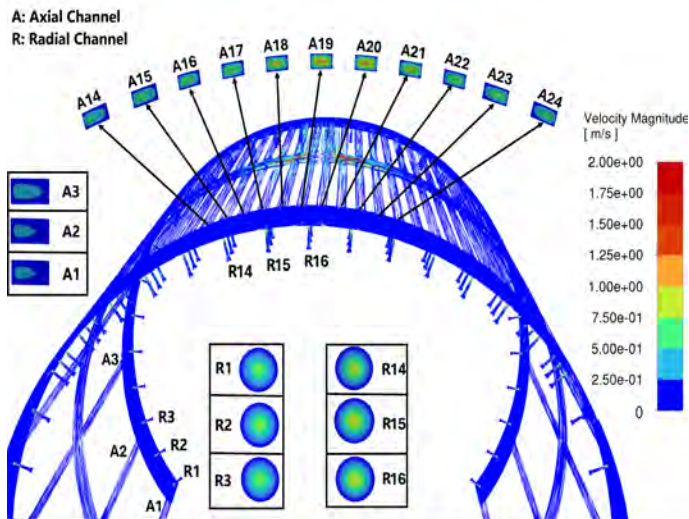 A: Axial Channel
R: Radial Channel
A14
A15
A16
A17
A18
A19
A20
A21
A22
A23
A24
Velocity Magnitude
[ m/s ]
2.00e+00
1.75e+00
1.50e+00
1.25e+00
1.00e+00
7.50e-01
5.00e-01
2.50e-01
0
A3
A2
A1
R14
R15
R16
A3
R3
A2
R2
R1
A1
R1
R2
R3
R14
R15
R16